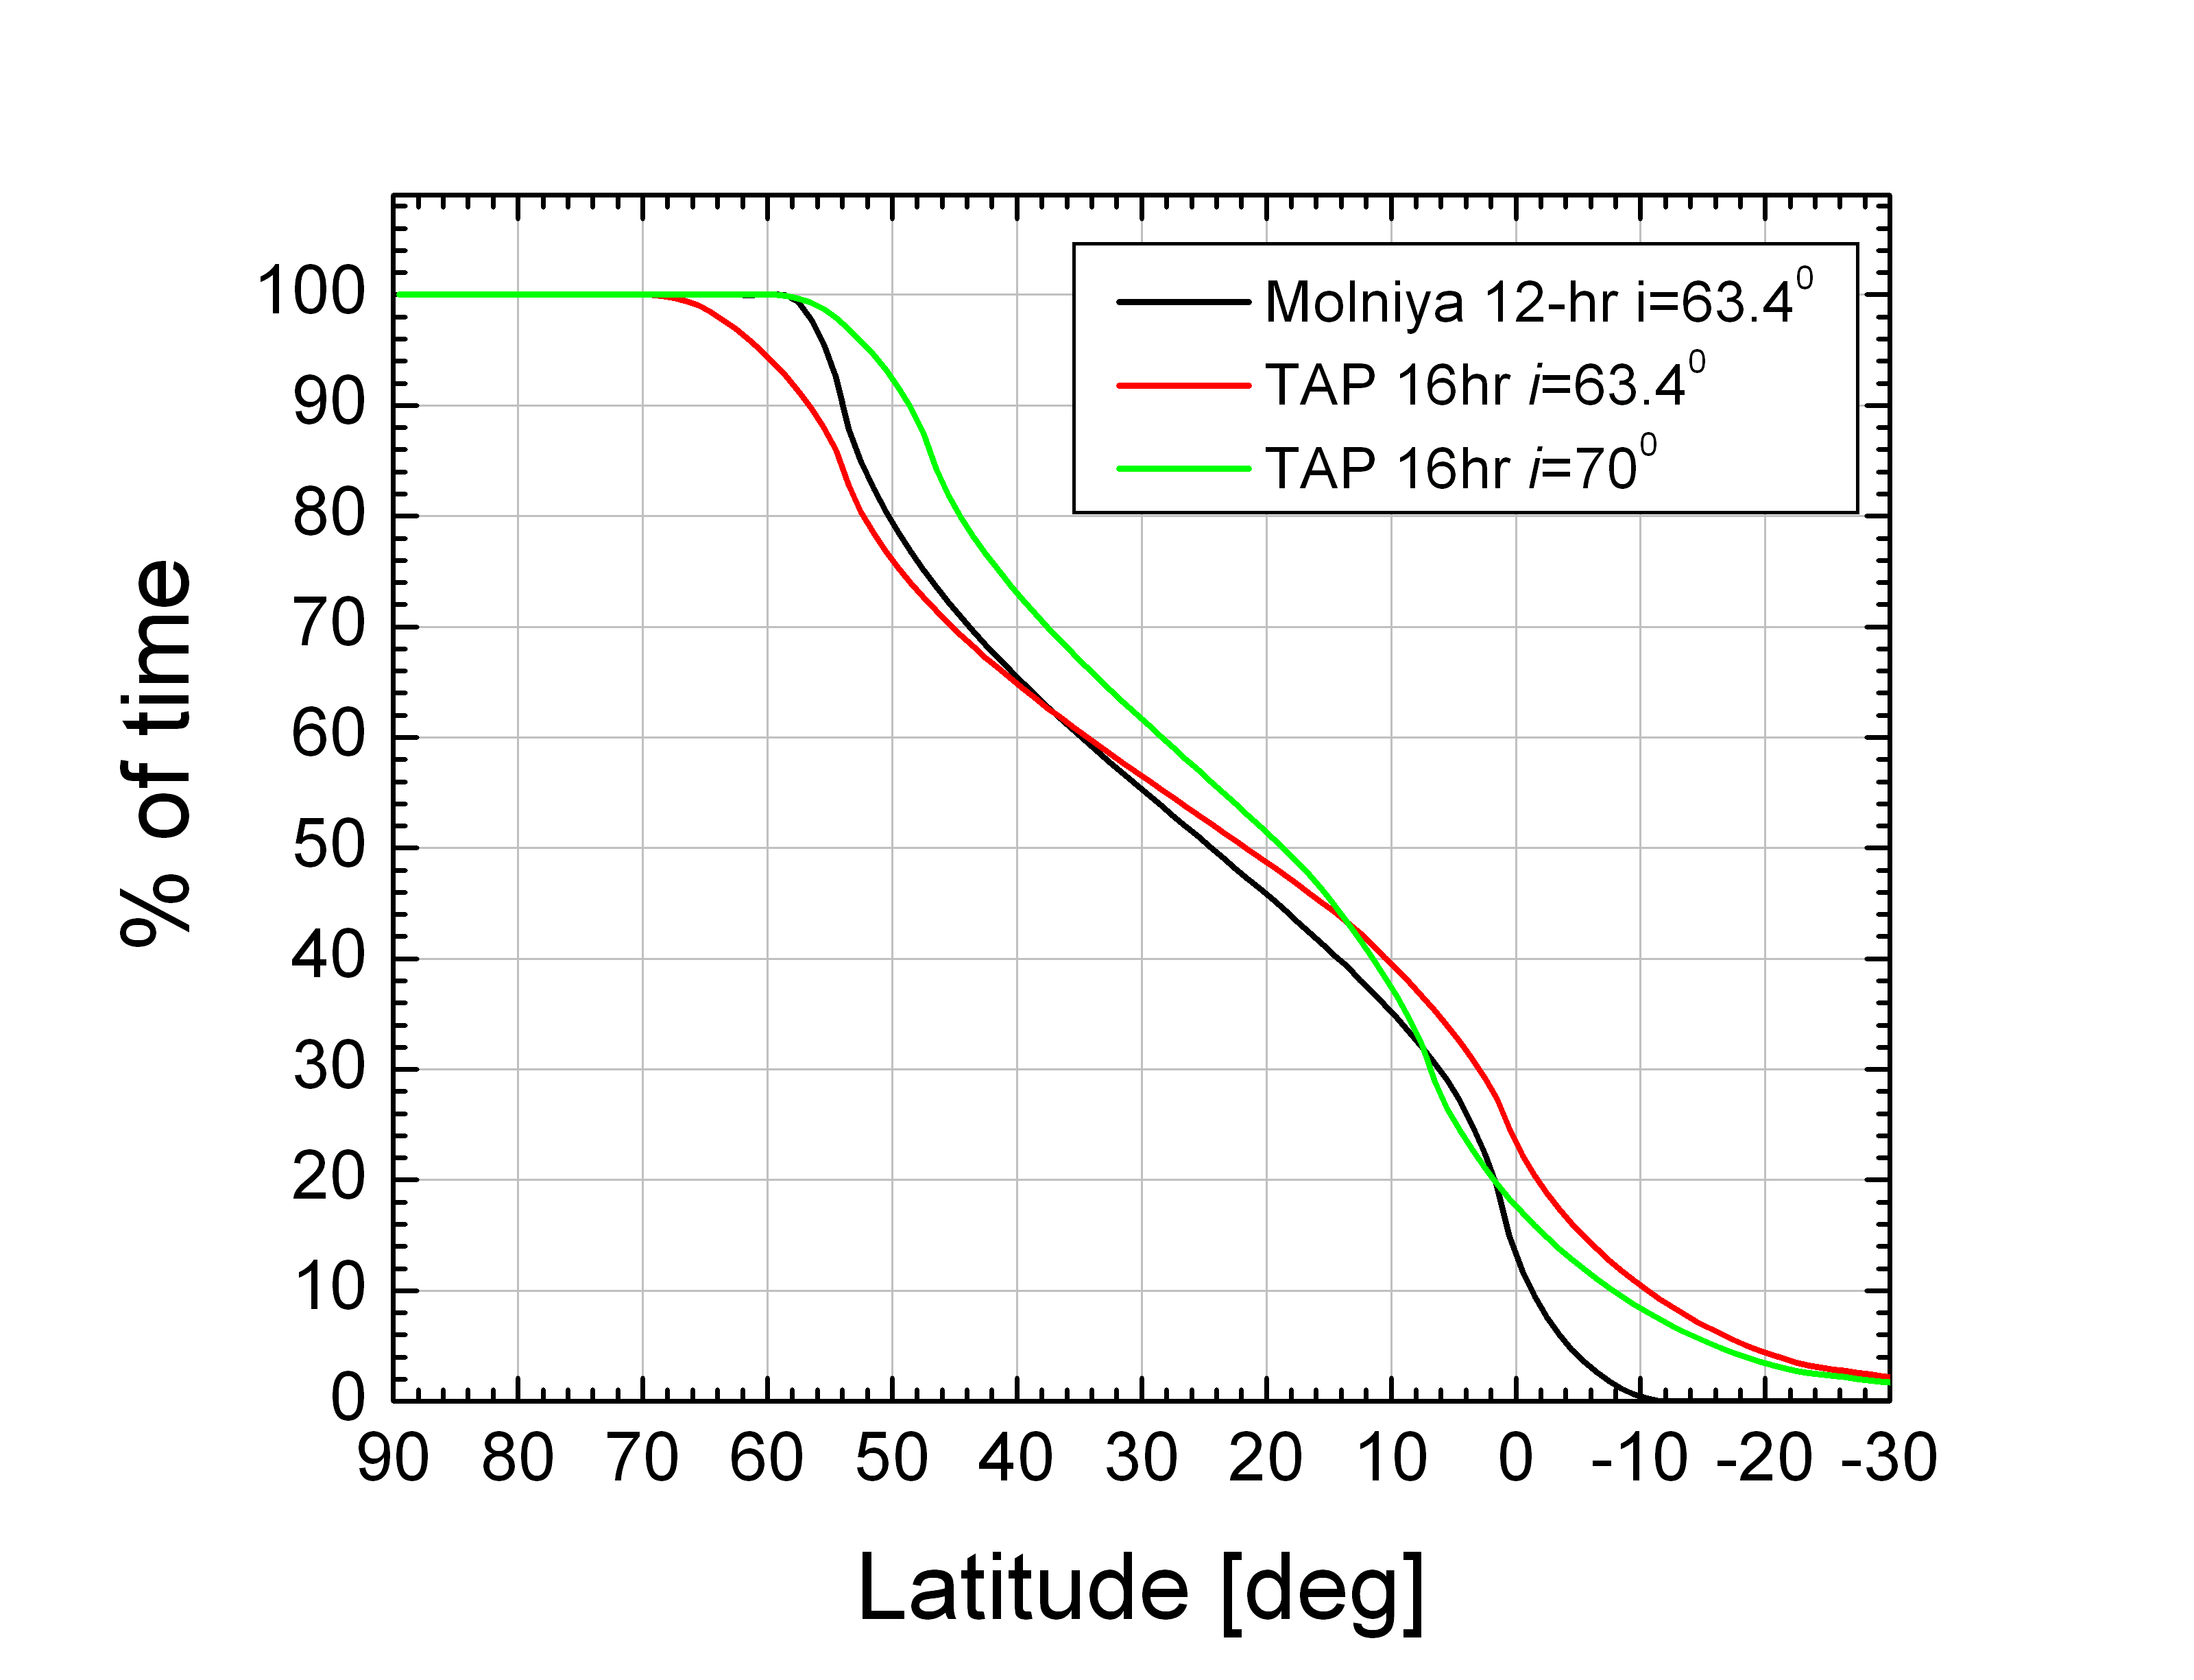 Molniya 12-hr i=63.4⁰
TAP 16hr i=63.4⁰
TAP 16hr i=70⁰
100
90
80
70
60
50
40
30
20
10
0
% of time
90 80 70 60 50 40 30 20 10 0 -10 -20 -30
Latitude [deg]